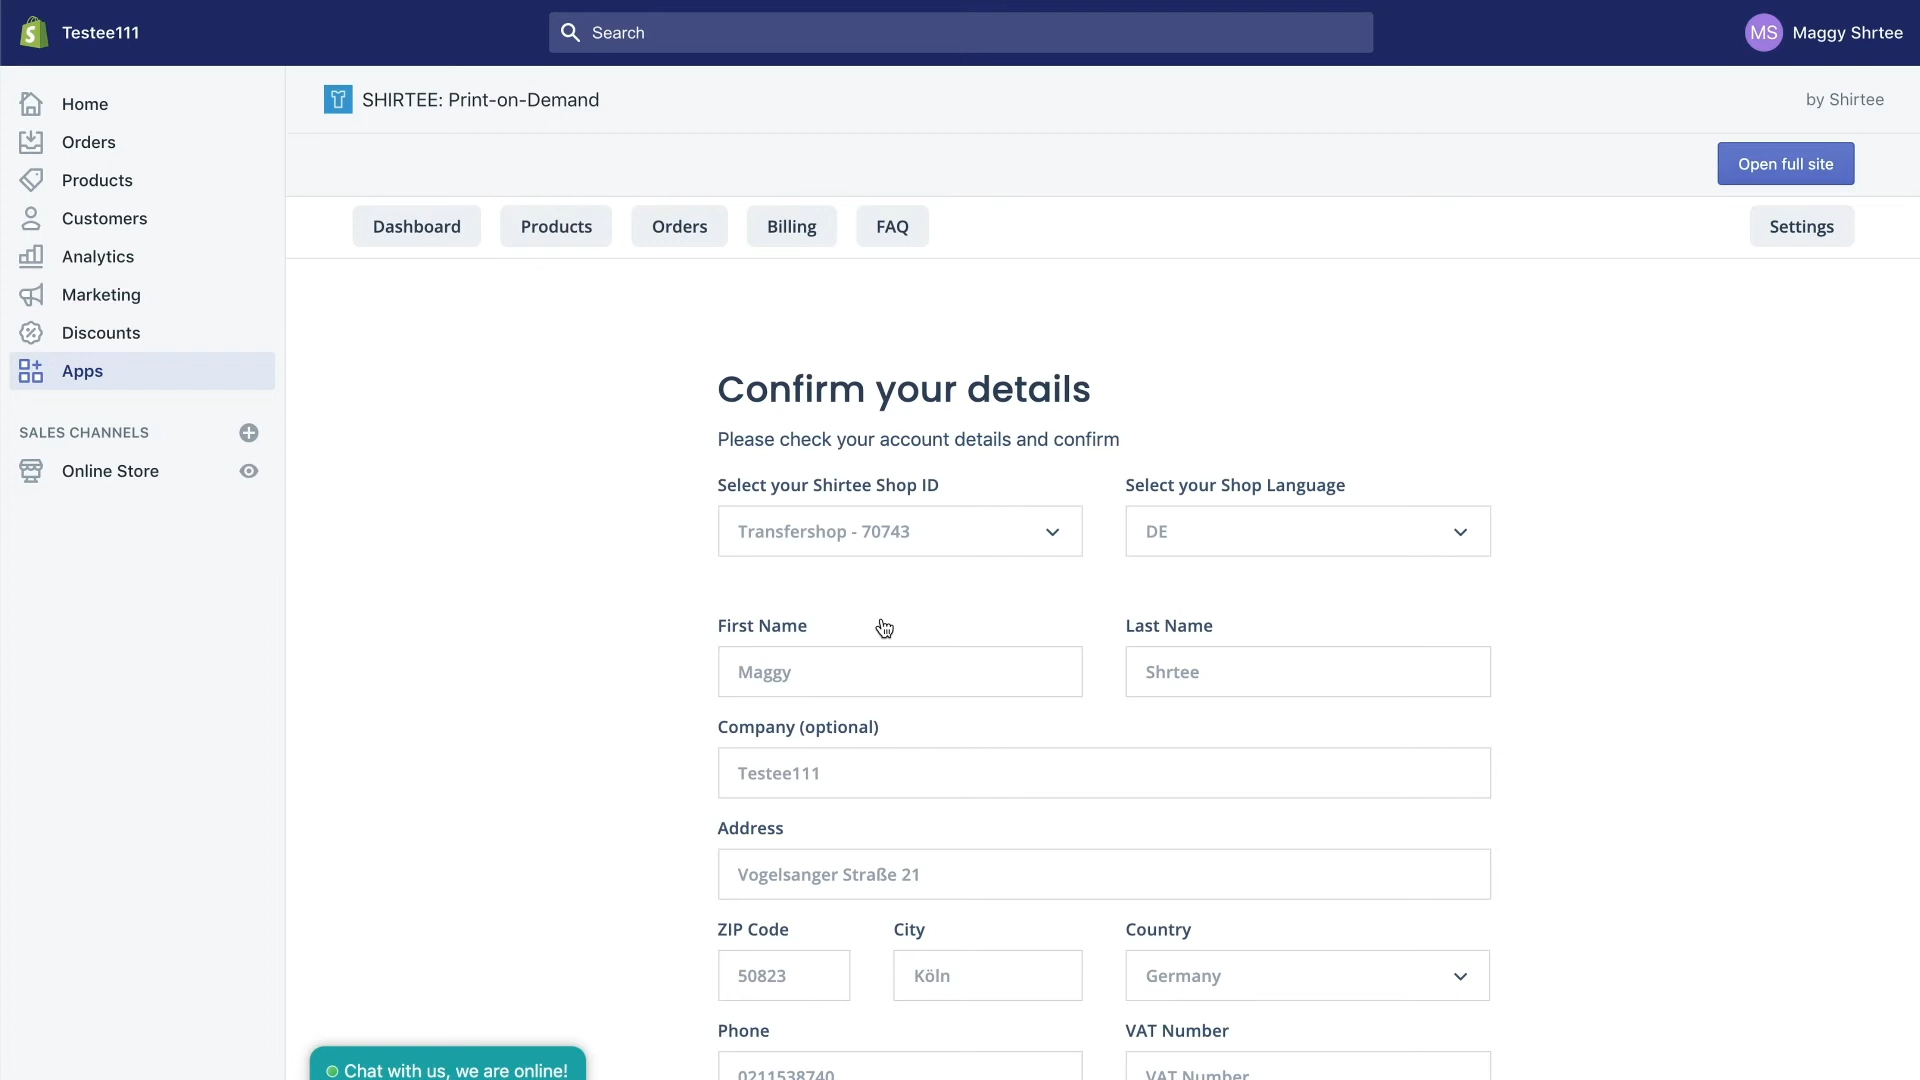 Testee111
Search
MS Maggy Shrtee
Home
Orders
Products
Customers
Analytics
Marketing
Discounts
Apps
SALES CHANNELS
Online Store
SHIRTEE: Print-on-Demand
by Shirtee
Open full site
Dashboard Products Orders Billing FAQ Settings
Confirm your details
Please check your account details and confirm
Select your Shirtee Shop ID Select your Shop Language
Transfershop - 70743 DE
First Name Last Name
Maggy Shrtee
Company (optional)
Testee111
Address
Vogelsanger Straße 21
ZIP Code City Country
50823 Köln Germany
Phone VAT Number
0211538740 VAT Number
Chat with us, we are online!